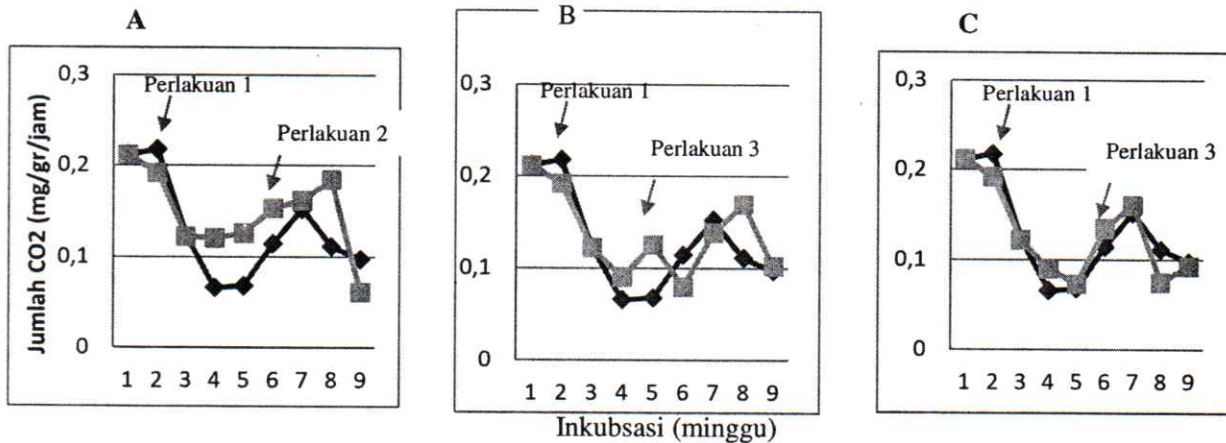 A
Jumlah CO2 (mg/gr/jam)
0,3
0,2
0,1
0
Perlakuan 1
Perlakuan 2
1 2 3 4 5 6 7 8 9
B
0,3
0,2
0,1
0
Perlakuan 1
Perlakuan 3
1 2 3 4 5 6 7 8 9
C
0,3
0,2
0,1
0
Perlakuan 1
Perlakuan 3
1 2 3 4 5 6 7 8 9
Inkubsasi (minggu)